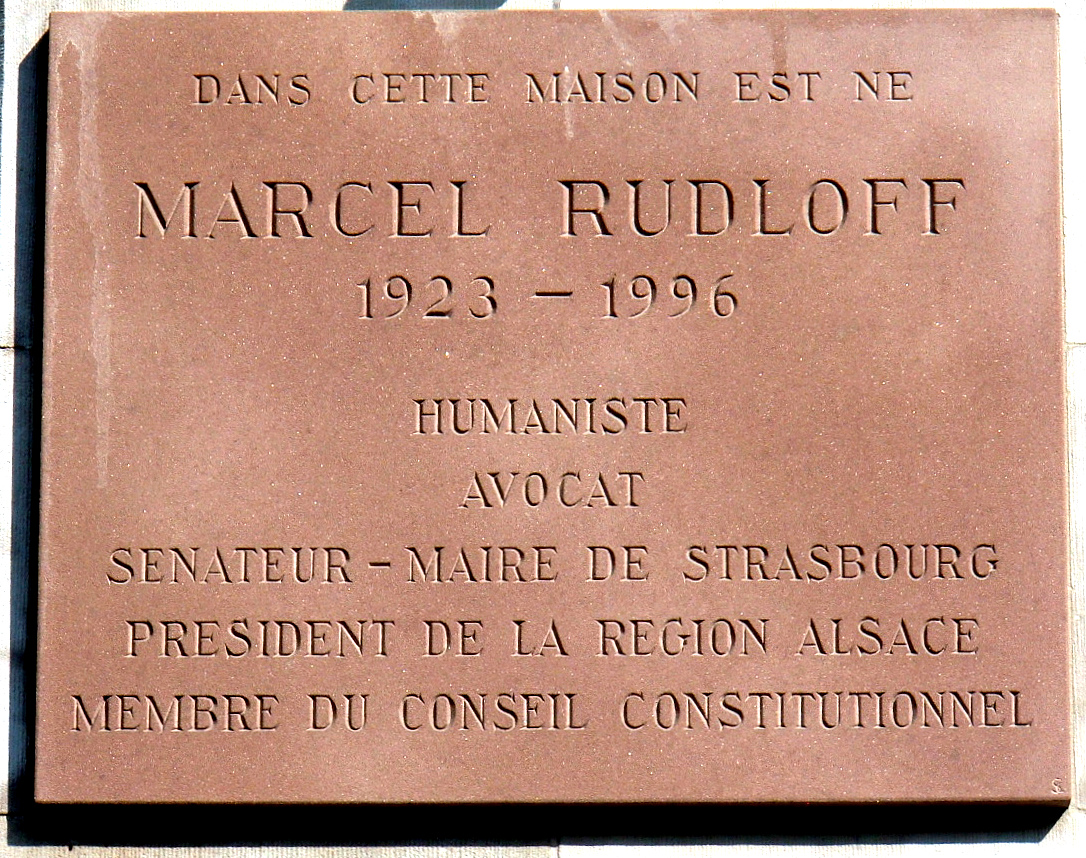 DANS CETTE MAISON EST NE
MARCEL RUDLOFF
1923 – 1996
HUMANISTE
AVOCAT
SENATEUR – MAIRE DE STRASBOURG
PRESIDENT DE LA REGION ALSACE
MEMBRE DU CONSEIL CONSTITUTIONNEL